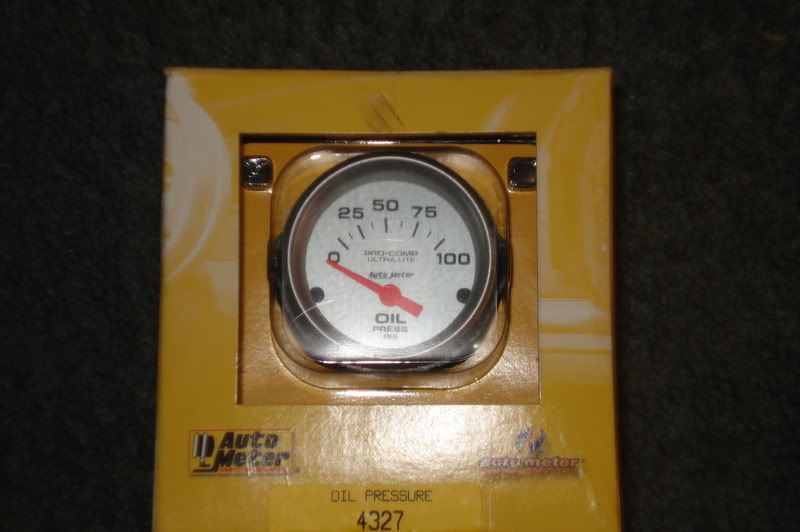 25 50 75
0 100
PRO-COMP
ULTRA-LITE
Auto Meter
OIL
PRESS
PSI
Auto Meter
auto meter
OIL PRESSURE
4327